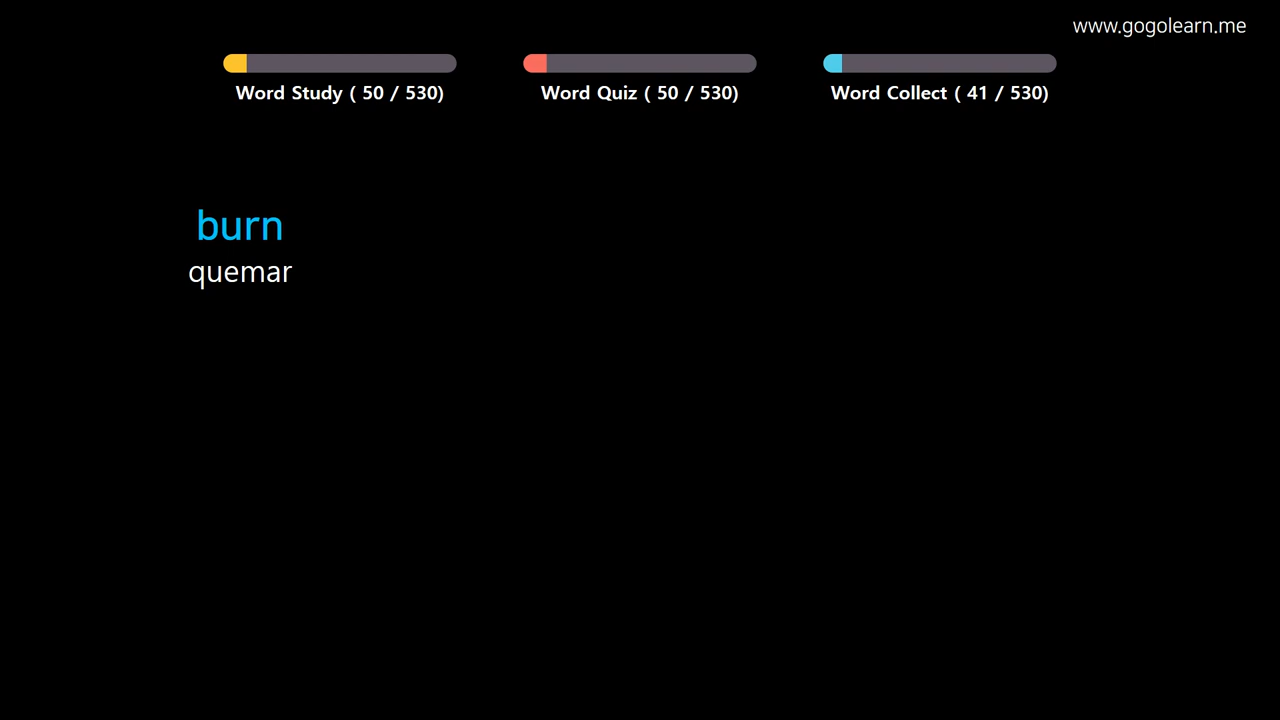 www.gogolearn.me
Word Study ( 50 / 530)
Word Quiz ( 50 / 530)
Word Collect ( 41 / 530)
burn
quemar